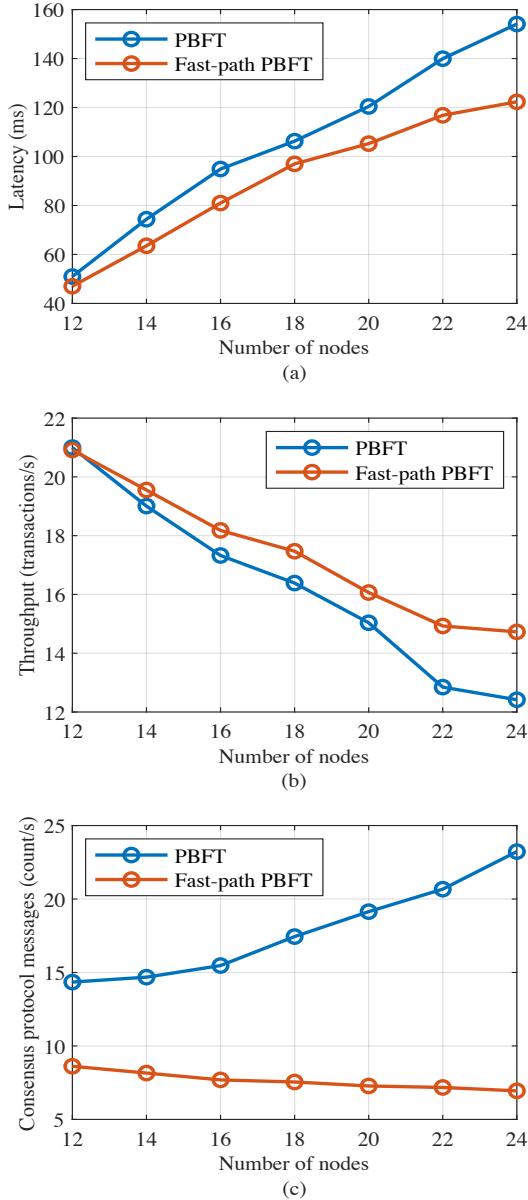 160
140
120
100
80
60
40
Latency (ms)
PBFT
Fast-path PBFT
12 14 16 18 20 22 24
Number of nodes
(a)
22
20
18
16
14
12
Throughput (transactions/s)
PBFT
Fast-path PBFT
12 14 16 18 20 22 24
Number of nodes
(b)
25
20
15
10
5
Consensus protocol messages (count/s)
PBFT
Fast-path PBFT
12 14 16 18 20 22 24
Number of nodes
(c)